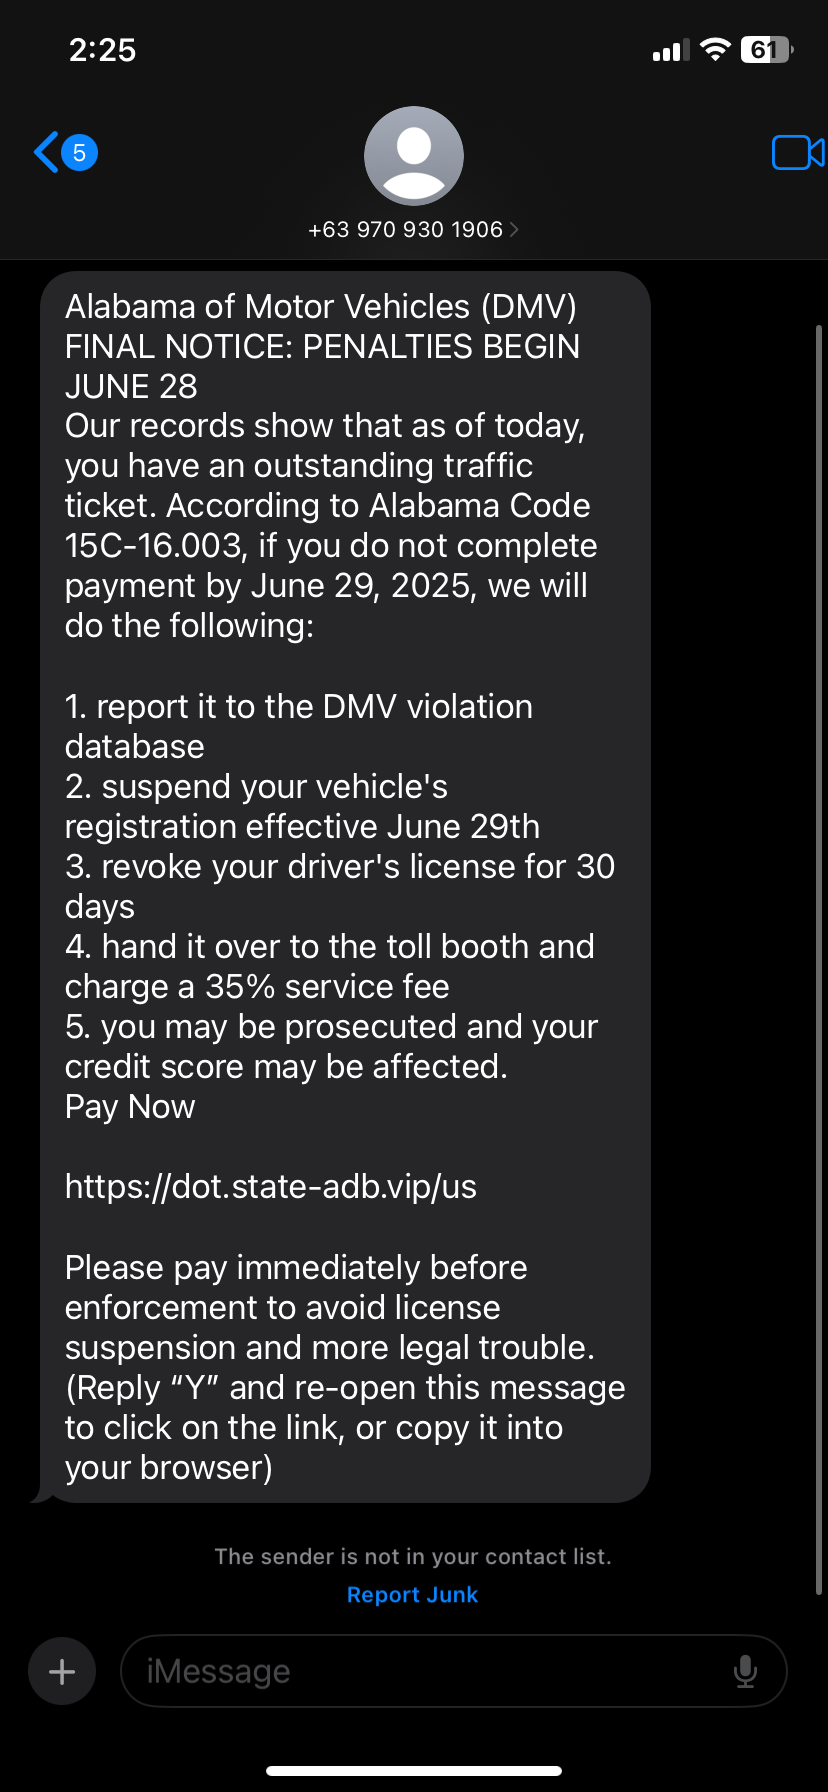 2:25
61
5
+63 970 930 1906
Alabama of Motor Vehicles (DMV)
FINAL NOTICE: PENALTIES BEGIN
JUNE 28
Our records show that as of today,
you have an outstanding traffic
ticket. According to Alabama Code
15C-16.003, if you do not complete
payment by June 29, 2025, we will
do the following:
1. report it to the DMV violation
database
2. suspend your vehicle's
registration effective June 29th
3. revoke your driver's license for 30
days
4. hand it over to the toll booth and
charge a 35% service fee
5. you may be prosecuted and your
credit score may be affected.
Pay Now
https://dot.state-adb.vip/us
Please pay immediately before
enforcement to avoid license
suspension and more legal trouble.
(Reply “Y” and re-open this message
to click on the link, or copy it into
your browser)
The sender is not in your contact list.
Report Junk
iMessage